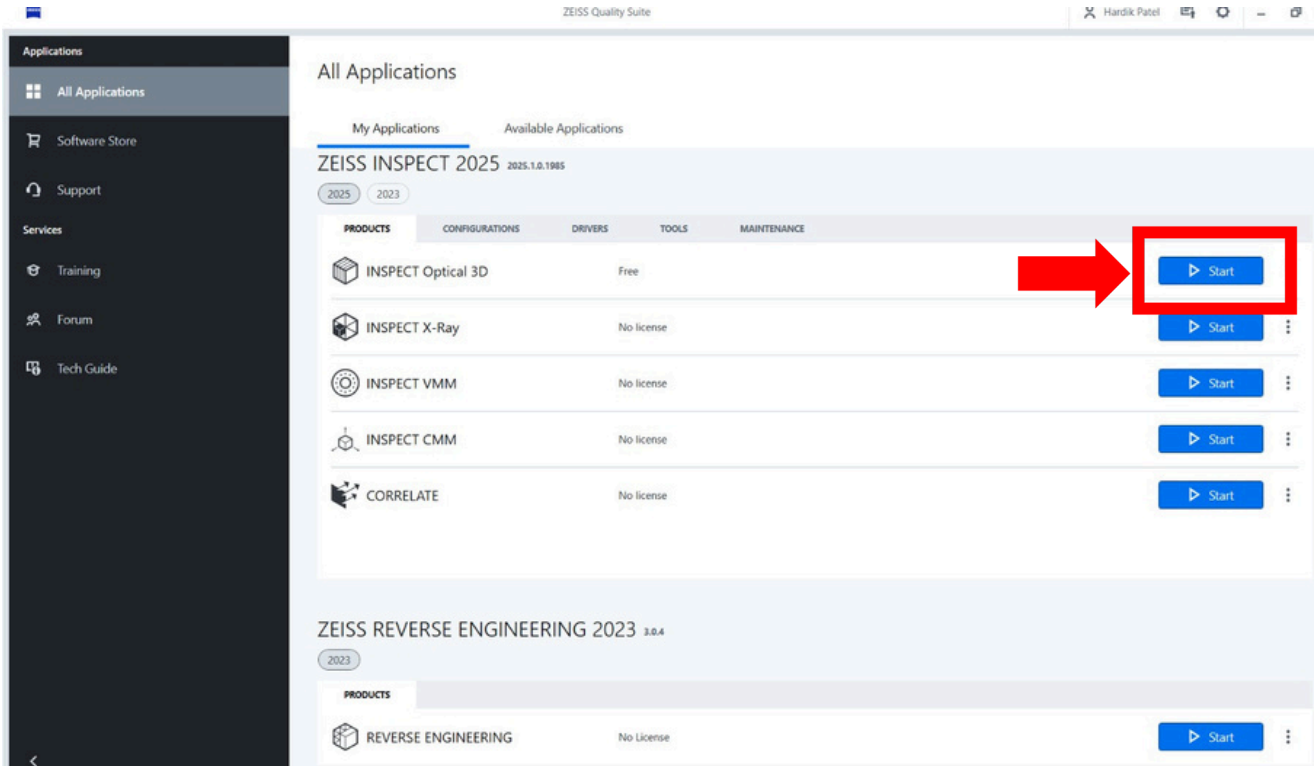 ZEISS Quality Suite
Hardik Patel
Applications
All Applications
Software Store
Support
Services
Training
Forum
Tech Guide
All Applications
My Applications Available Applications
ZEISS INSPECT 2025 2025.1.0.1985
2025 2023
PRODUCTS CONFIGURATIONS DRIVERS TOOLS MAINTENANCE
INSPECT Optical 3D Free Start
INSPECT X-Ray No license Start
INSPECT VMM No license Start
INSPECT CMM No license Start
CORRELATE No license Start
ZEISS REVERSE ENGINEERING 2023 3.0.4
2023
PRODUCTS
REVERSE ENGINEERING No License Start